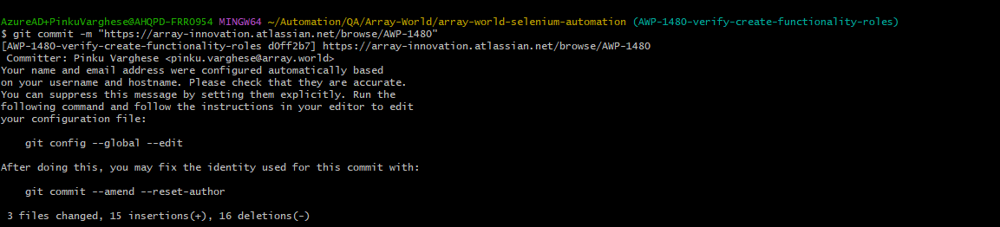 AzureAD+PinkuVarghese@AHQPD-FRRO954 MINGW64 ~/Automation/QA/Array-World/array-world-selenium-automation (AWP-1480-verify-create-functionality-roles)
$ git commit -m "https://array-innovation.atlassian.net/browse/AWP-1480"
[AWP-1480-verify-create-functionality-roles d0ff2b7] https://array-innovation.atlassian.net/browse/AWP-1480
 Committer: Pinku Varghese <pinku.varghese@array.world>
Your name and email address were configured automatically based
on your username and hostname. Please check that they are accurate.
You can suppress this message by setting them explicitly. Run the
following command and follow the instructions in your editor to edit
your configuration file:

    git config --global --edit

After doing this, you may fix the identity used for this commit with:

    git commit --amend --reset-author

 3 files changed, 15 insertions(+), 16 deletions(-)